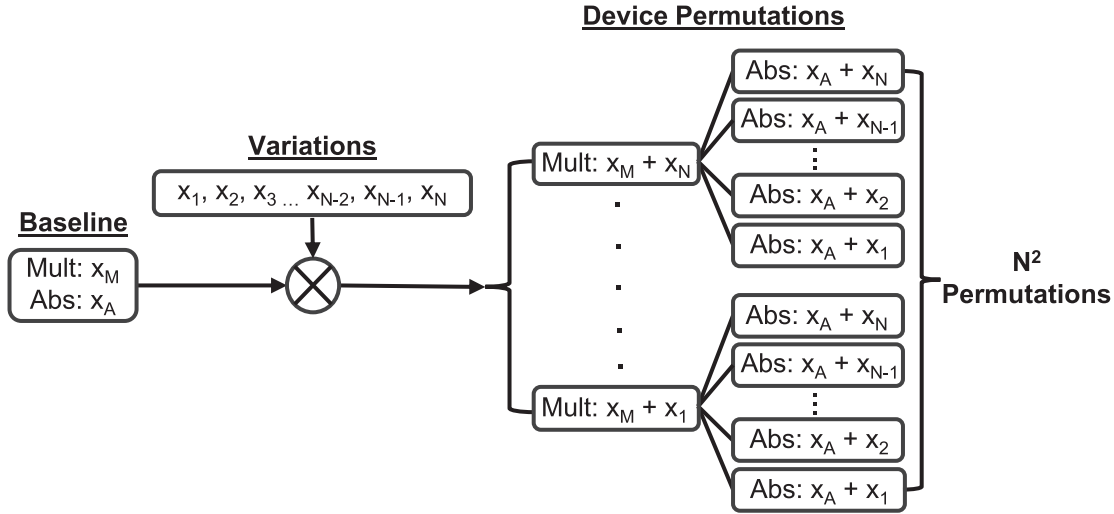 Device Permutations
Abs: x_A + x_N
Abs: x_A + x_N-1
Variations
Mult: x_M + x_N
x_1, x_2, x_3 ... x_N-2, x_N-1, x_N
Abs: x_A + x_2
Baseline
Abs: x_A + x_1
Mult: x_M
Abs: x_A
N²
Permutations
Abs: x_A + x_N
Abs: x_A + x_N-1
Mult: x_M + x_1
Abs: x_A + x_2
Abs: x_A + x_1